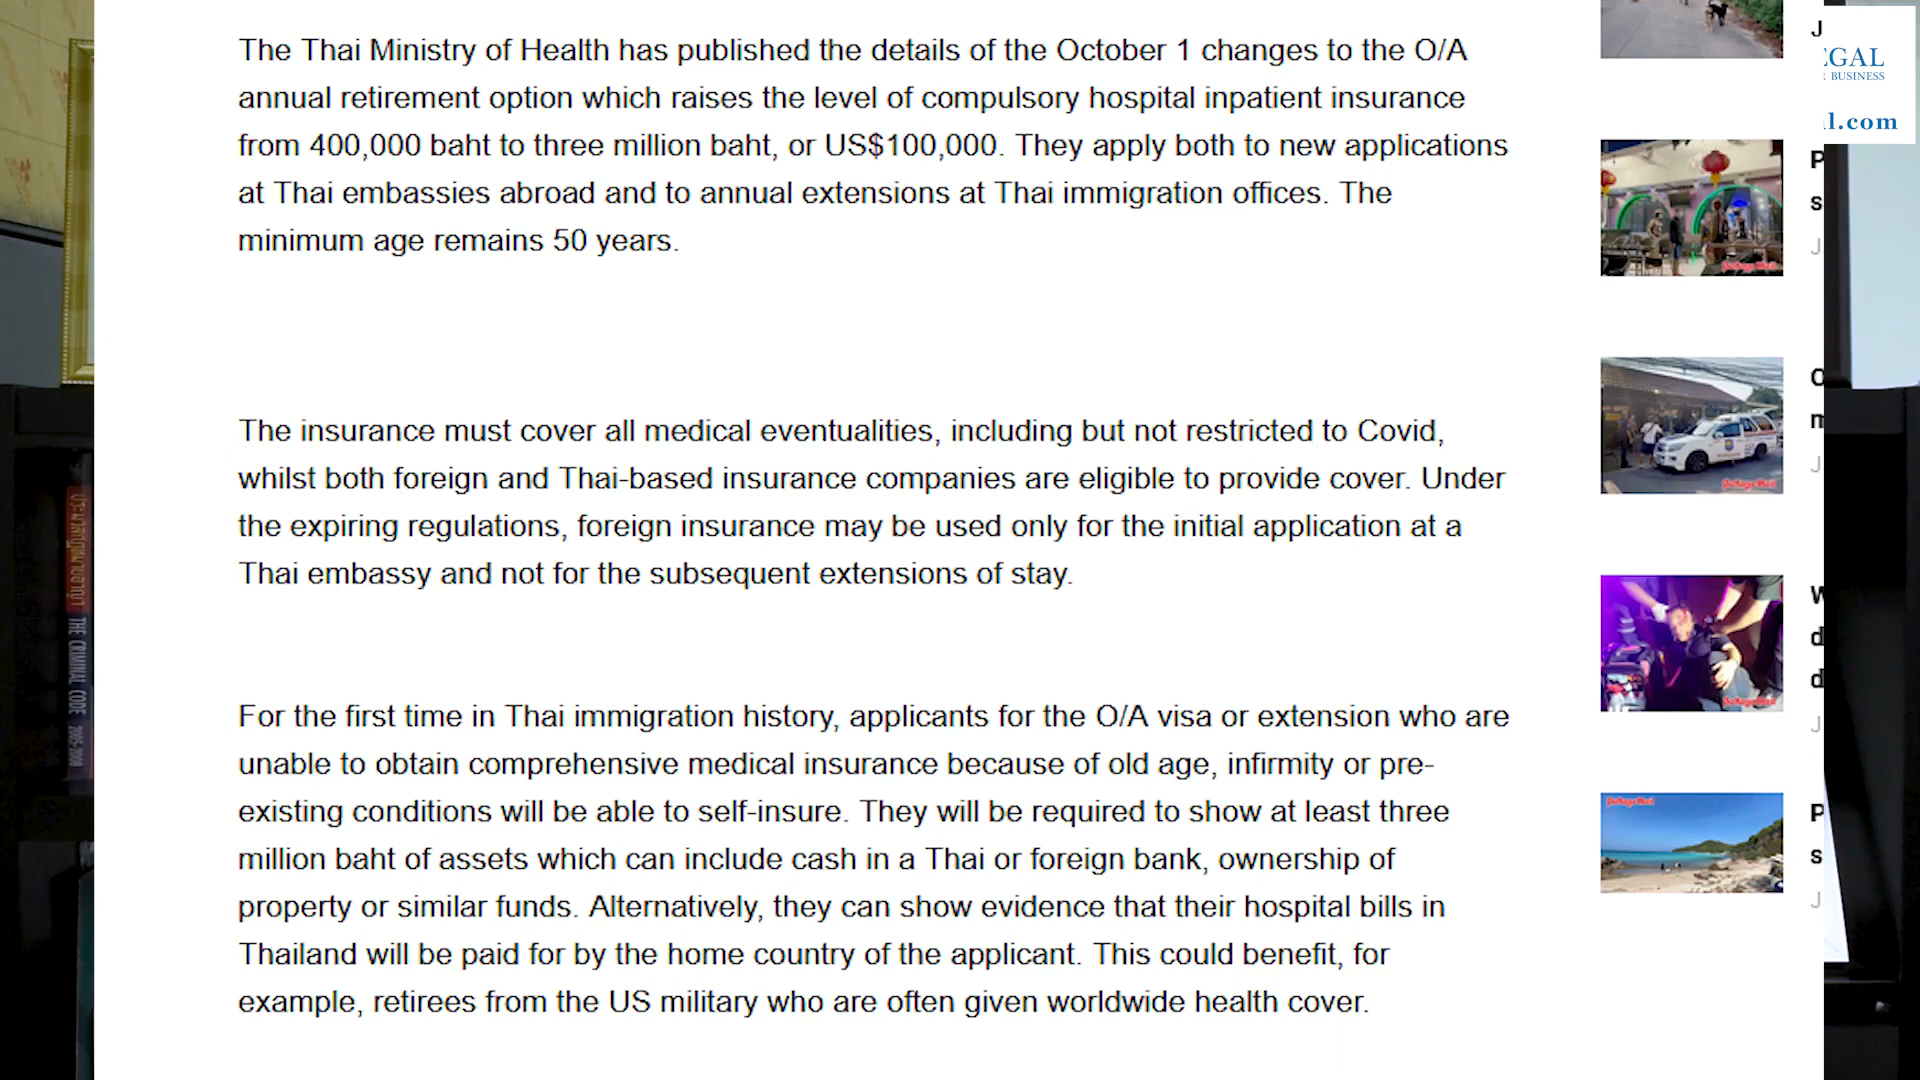 The Thai Ministry of Health has published the details of the October 1 changes to the O/A
annual retirement option which raises the level of compulsory hospital inpatient insurance
from 400,000 baht to three million baht, or US$100,000. They apply both to new applications
at Thai embassies abroad and to annual extensions at Thai immigration offices. The
minimum age remains 50 years.
The insurance must cover all medical eventualities, including but not restricted to Covid,
whilst both foreign and Thai-based insurance companies are eligible to provide cover. Under
the expiring regulations, foreign insurance may be used only for the initial application at a
Thai embassy and not for the subsequent extensions of stay.
For the first time in Thai immigration history, applicants for the O/A visa or extension who are
unable to obtain comprehensive medical insurance because of old age, infirmity or pre-
existing conditions will be able to self-insure. They will be required to show at least three
million baht of assets which can include cash in a Thai or foreign bank, ownership of
property or similar funds. Alternatively, they can show evidence that their hospital bills in
Thailand will be paid for by the home country of the applicant. This could benefit, for
example, retirees from the US military who are often given worldwide health cover.
J
P
s
J
m
J
d
d
J
P
s
J
EGAL
BUSINESS
l.com
Pattaya Mail
Pattaya Mail
Pattaya Mail
Pattaya Mail
THE CRIMINAL CODE